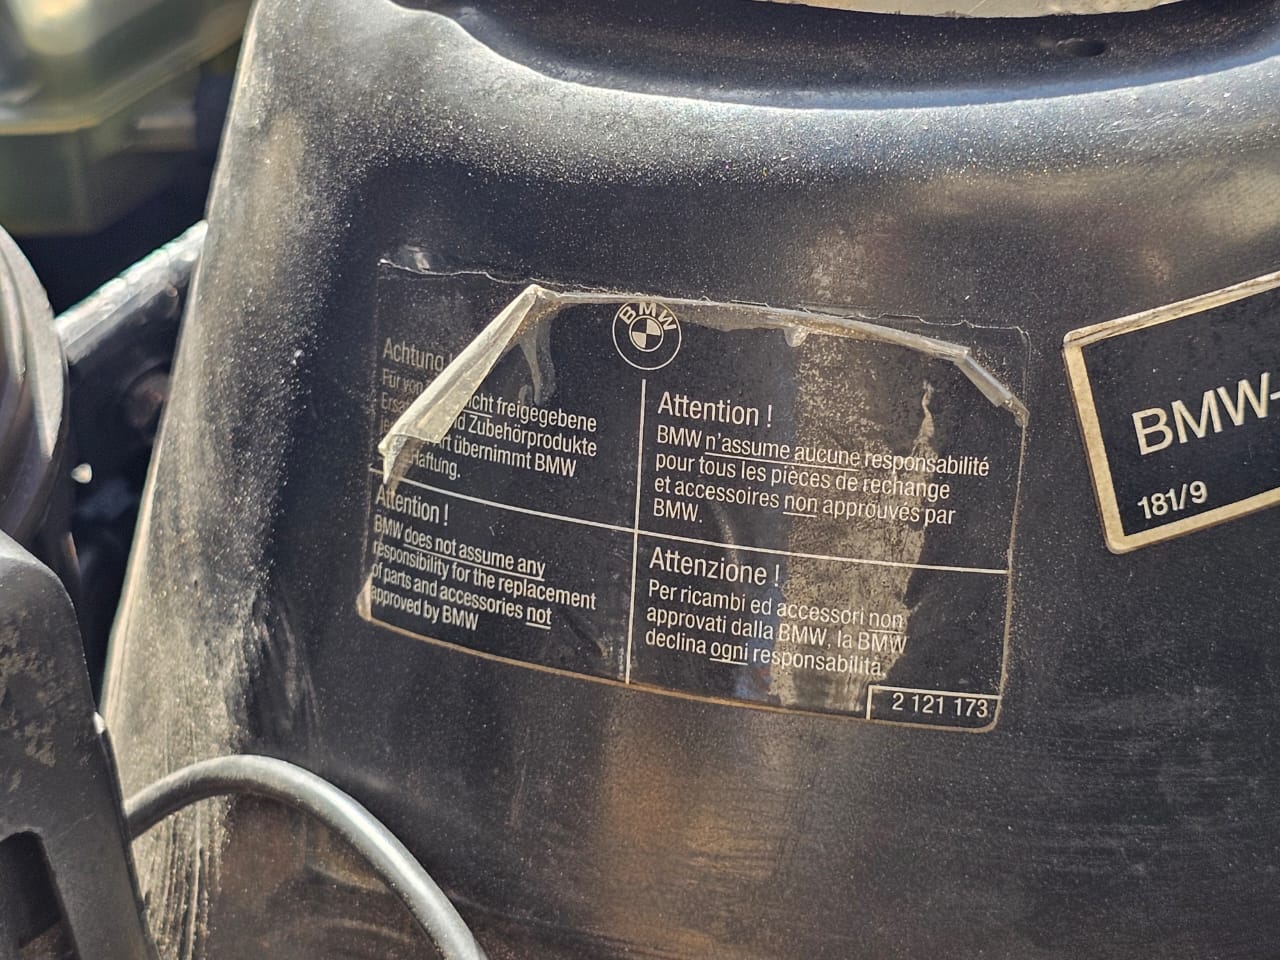 BMW
Achtung !
Für von
icht freigegebene
Ersa
d Zubehörprodukte
rt übernimmt BMW
Haftung.
Attention !
BMW does not assume any
responsibility for the replacement
of parts and accessories not
approved by BMW
Attention !
BMW n'assume aucune responsabilité
pour tous les pièces de rechange
et accessoires non approuvés par
BMW.
Attenzione !
Per ricambi ed accessori non
approvati dalla BMW, la BMW
declina ogni responsabilità.
2 121 173
BMW-
181/9